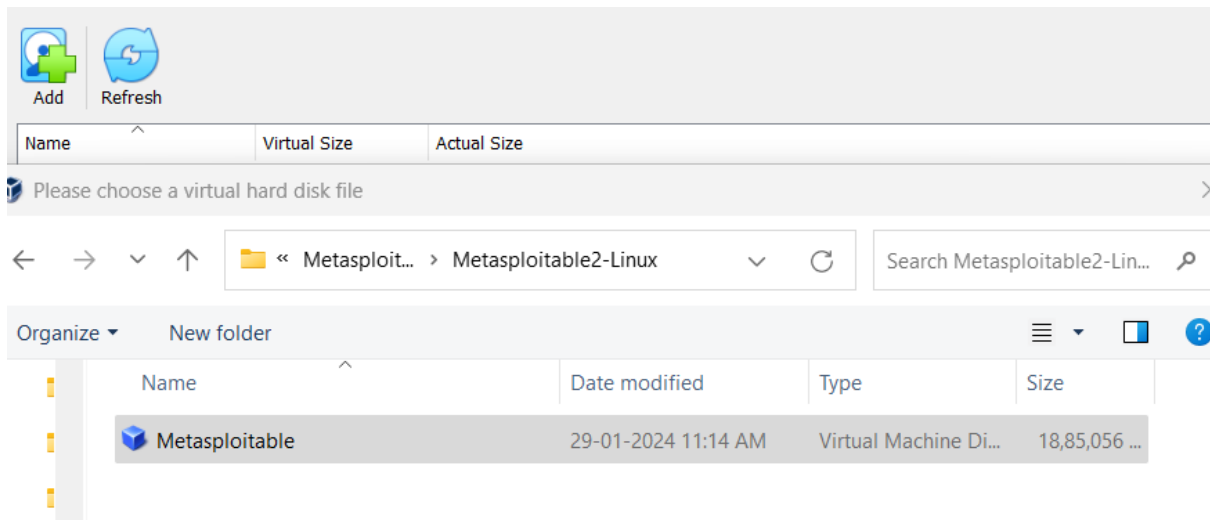 Add Refresh
Name Virtual Size Actual Size
Please choose a virtual hard disk file
« Metasploit... › Metasploitable2-Linux Search Metasploitable2-Lin...
Organize New folder ?
Name Date modified Type Size
Metasploitable 29-01-2024 11:14 AM Virtual Machine Di... 18,85,056 ...